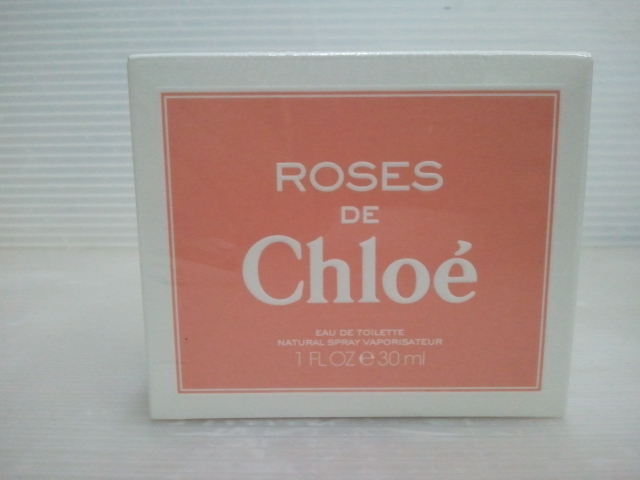 ROSES
DE
Chloé
EAU DE TOILETTE
NATURAL SPRAY VAPORISATEUR
1 FL OZ ℮ 30 ml